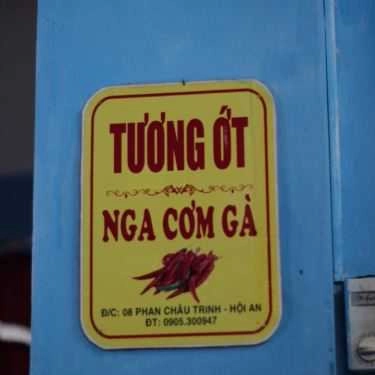 TƯƠNG ỚT
NGA CƠM GÀ
Đ/C: 08 PHAN CHÂU TRINH - HỘI AN
ĐT: 0905.300947